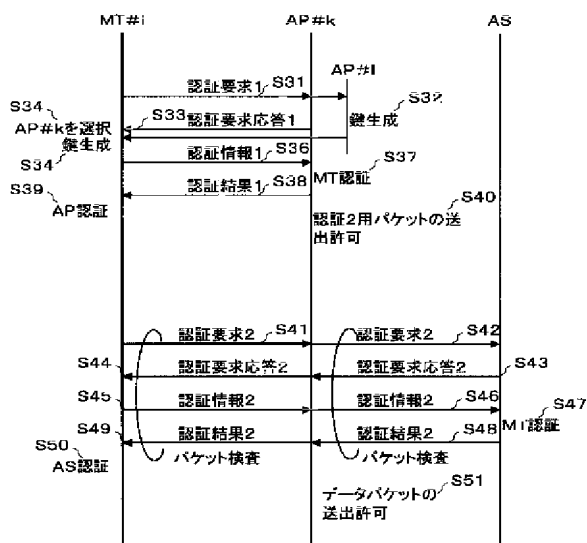 MT#i
AP#k
AS
AP#l
認証要求1
S31
S34
S33
認証要求応答1
S32
鍵生成
AP#kを選択
鍵生成
S34
認証情報1
S36
S37
MT認証
S39
認証結果1
S38
AP認証
S40
認証2用パケットの送
出許可
認証要求2
S41
認証要求2
S42
S44
認証要求応答2
認証要求応答2
S43
S45
認証情報2
認証情報2
S46
S47
MT認証
S49
認証結果2
認証結果2
S48
S50
AS認証
パケット検査
パケット検査
データパケットの
送出許可
S51